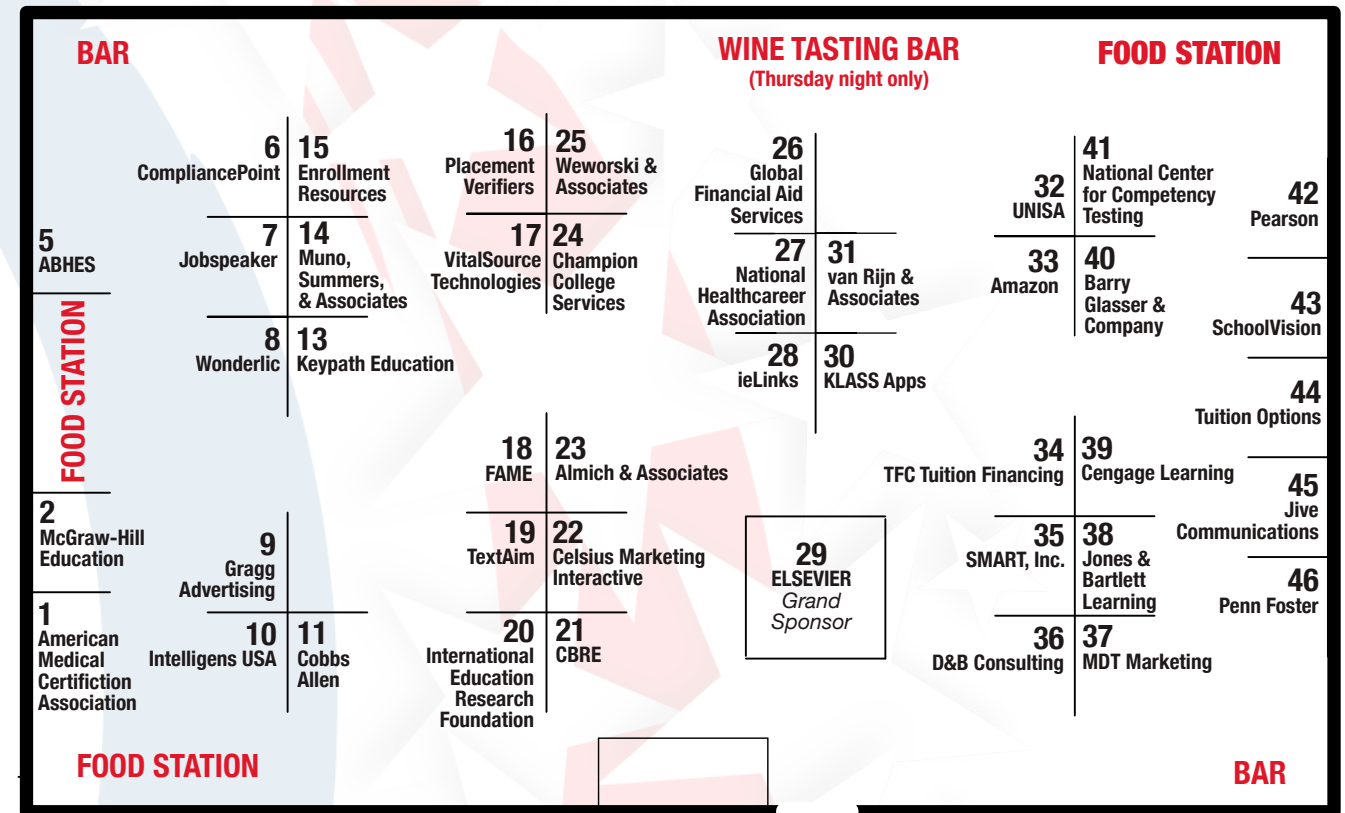 BAR
WINE TASTING BAR
(Thursday night only)
FOOD STATION
6
CompliancePoint
15
Enrollment
Resources
16
Placement
Verifiers
25
Weworski &
Associates
26
Global
Financial Aid
Services
32
UNISA
41
National Center
for Competency
Testing
42
Pearson
5
ABHES
7
Jobspeaker
14
Muno,
Summers,
& Associates
17
VitalSource
Technologies
24
Champion
College
Services
27
National
Healthcareer
Association
31
van Rijn &
Associates
33
Amazon
40
Barry
Glasser &
Company
43
SchoolVision
FOOD STATION
8
Wonderlic
13
Keypath Education
28
ieLinks
30
KLASS Apps
44
Tuition Options
18
FAME
23
Almich & Associates
34
TFC Tuition Financing
39
Cengage Learning
45
Jive
Communications
2
McGraw-Hill
Education
9
Gragg
Advertising
19
TextAim
22
Celsius Marketing
Interactive
29
ELSEVIER
Grand
Sponsor
35
SMART, Inc.
38
Jones &
Bartlett
Learning
46
Penn Foster
1
American
Medical
Certifiction
Association
10
Intelligens USA
11
Cobbs
Allen
20
International
Education
Research
Foundation
21
CBRE
36
D&B Consulting
37
MDT Marketing
FOOD STATION
BAR